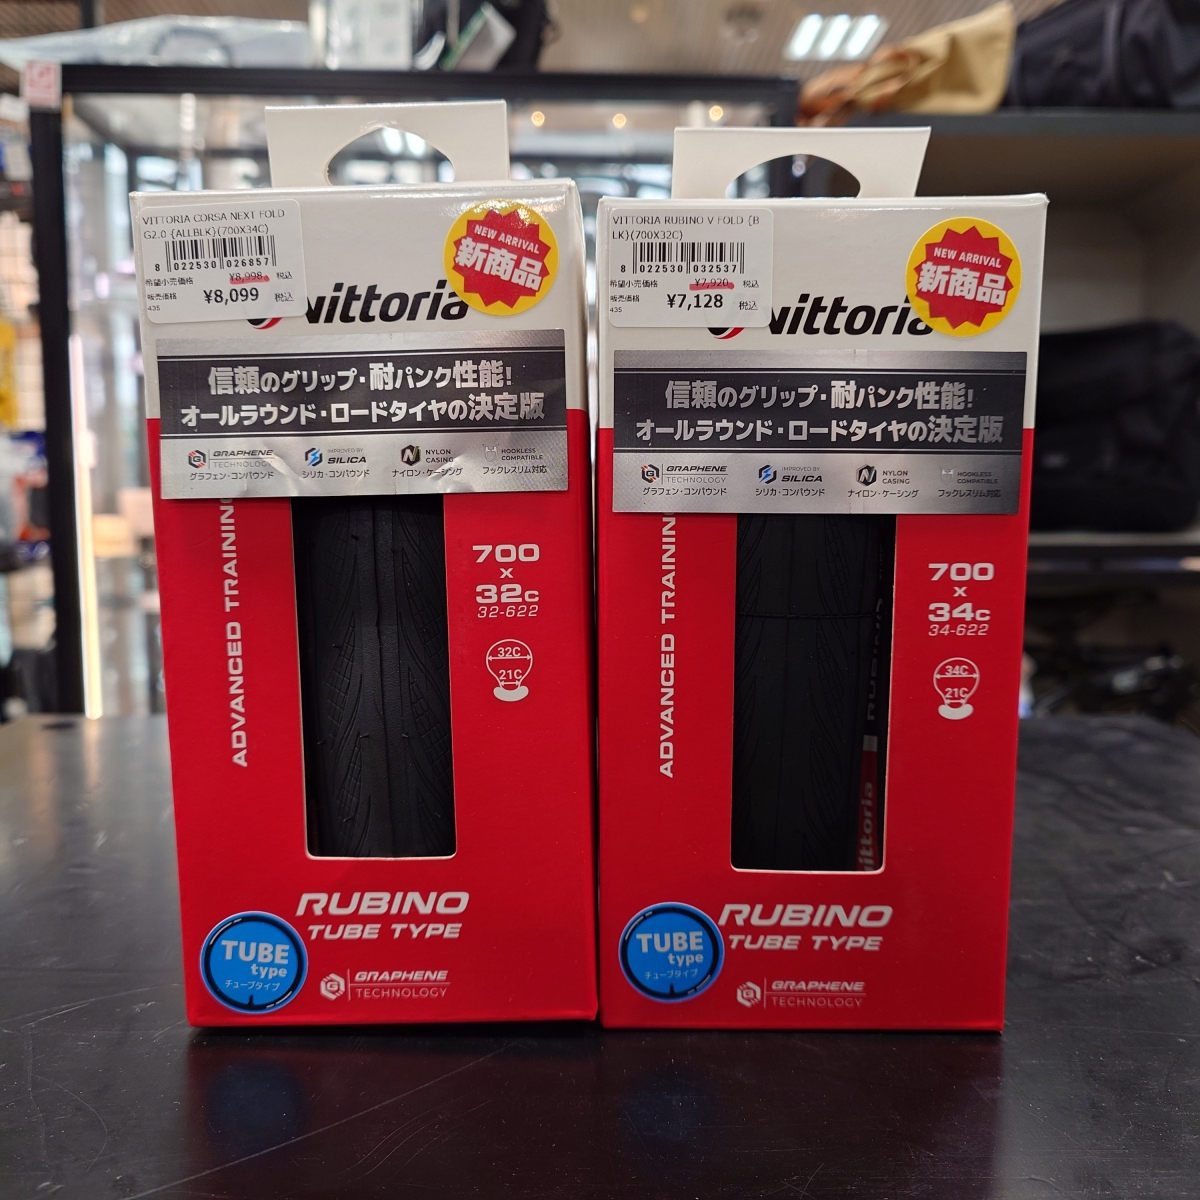 VITTORIA CORSA NEXT FOLD
G2.0 {ALLBLK}(700X34C)
8 022530 026857
希望小売価格 ¥8,998 税込
販売価格 ¥8,099 税込
435
NEW ARRIVAL
新商品
vittoria
信頼のグリップ・耐パンク性能!
オールラウンド・ロードタイヤの決定版
GRAPHENE
TECHNOLOGY
グラフェン・コンパウンド
IMPROVED BY
SILICA
シリカ・コンパウンド
NYLON
CASING
ナイロン・ケーシング
HOOKLESS
COMPATIBLE
フックレスリム対応
ADVANCED TRAINING
700
x
32c
32-622
32C
21C
RUBINO
TUBE TYPE
TUBE
type
チューブタイプ
GRAPHENE
TECHNOLOGY
VITTORIA RUBINO V FOLD {B
LK}(700X32C)
8 022530 032537
希望小売価格 ¥7,920 税込
販売価格 ¥7,128 税込
435
NEW ARRIVAL
新商品
vittoria
信頼のグリップ・耐パンク性能!
オールラウンド・ロードタイヤの決定版
GRAPHENE
TECHNOLOGY
グラフェン・コンパウンド
IMPROVED BY
SILICA
シリカ・コンパウンド
NYLON
CASING
ナイロン・ケーシング
HOOKLESS
COMPATIBLE
フックレスリム対応
ADVANCED TRAINING
700
x
34c
34-622
34C
21C
RUBINO
vittoria
RUBINO
TUBE TYPE
TUBE
type
チューブタイプ
GRAPHENE
TECHNOLOGY